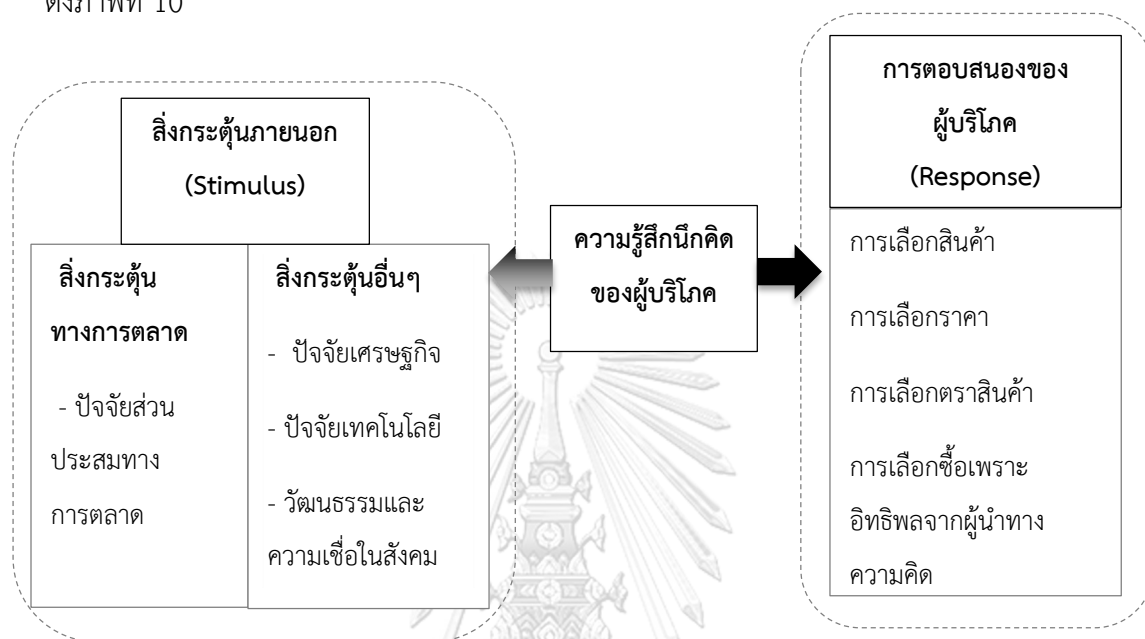 ดังภาพที่ 10
สิ่งกระตุ้นภายนอก
(Stimulus)
สิ่งกระตุ้น
ทางการตลาด
- ปัจจัยส่วน
ประสมทาง
การตลาด
สิ่งกระตุ้นอื่นๆ
- ปัจจัยเศรษฐกิจ
- ปัจจัยเทคโนโลยี
- วัฒนธรรมและ
ความเชื่อในสังคม
ความรู้สึกนึกคิด
ของผู้บริโภค
การตอบสนองของ
ผู้บริโภค
(Response)
การเลือกสินค้า
การเลือกราคา
การเลือกตราสินค้า
การเลือกซื้อเพราะ
อิทธิพลจากผู้นำทาง
ความคิด